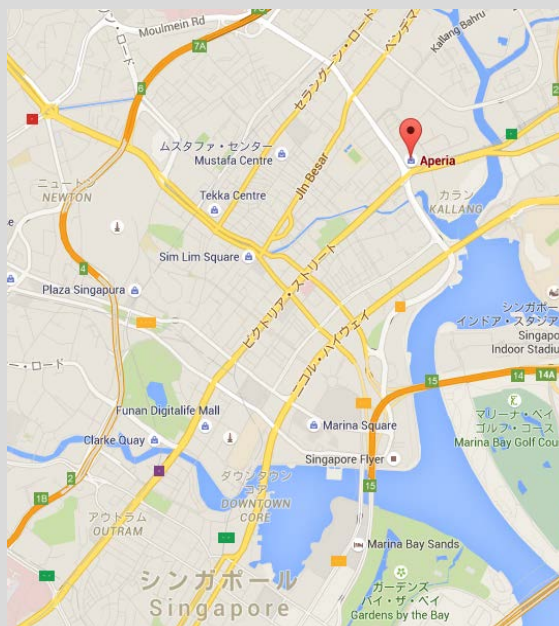 Moulmein Rd
7A
セラングーン・ロード
ベンデマ
Kallang Bahru
6
ムスタファ・センター
Mustafa Centre
Jln Besar
Aperia
ニュートン
NEWTON
Tekka Centre
カラン
KALLANG
Sim Lim Square
4
Plaza Singapura
ビクトリア・ストリート
ニコル・ハイウェイ
シンガポー
インドア・スタジア
Singapo
Indoor Stadiu
・ロード
15
14
14A
マリーナ・ベイ
ゴルフ・コース
Marina Bay Golf Cou
Funan Digitalife Mall
Clarke Quay
Marina Square
Singapore Flyer
2
1B
ダウンタウン
コア
DOWNTOWN
CORE
15
アウトラム
OUTRAM
Marina Bay Sands
シンガポール
Singapore
ガーデンズ
バイ・ザ・ベイ
Gardens by the Bay